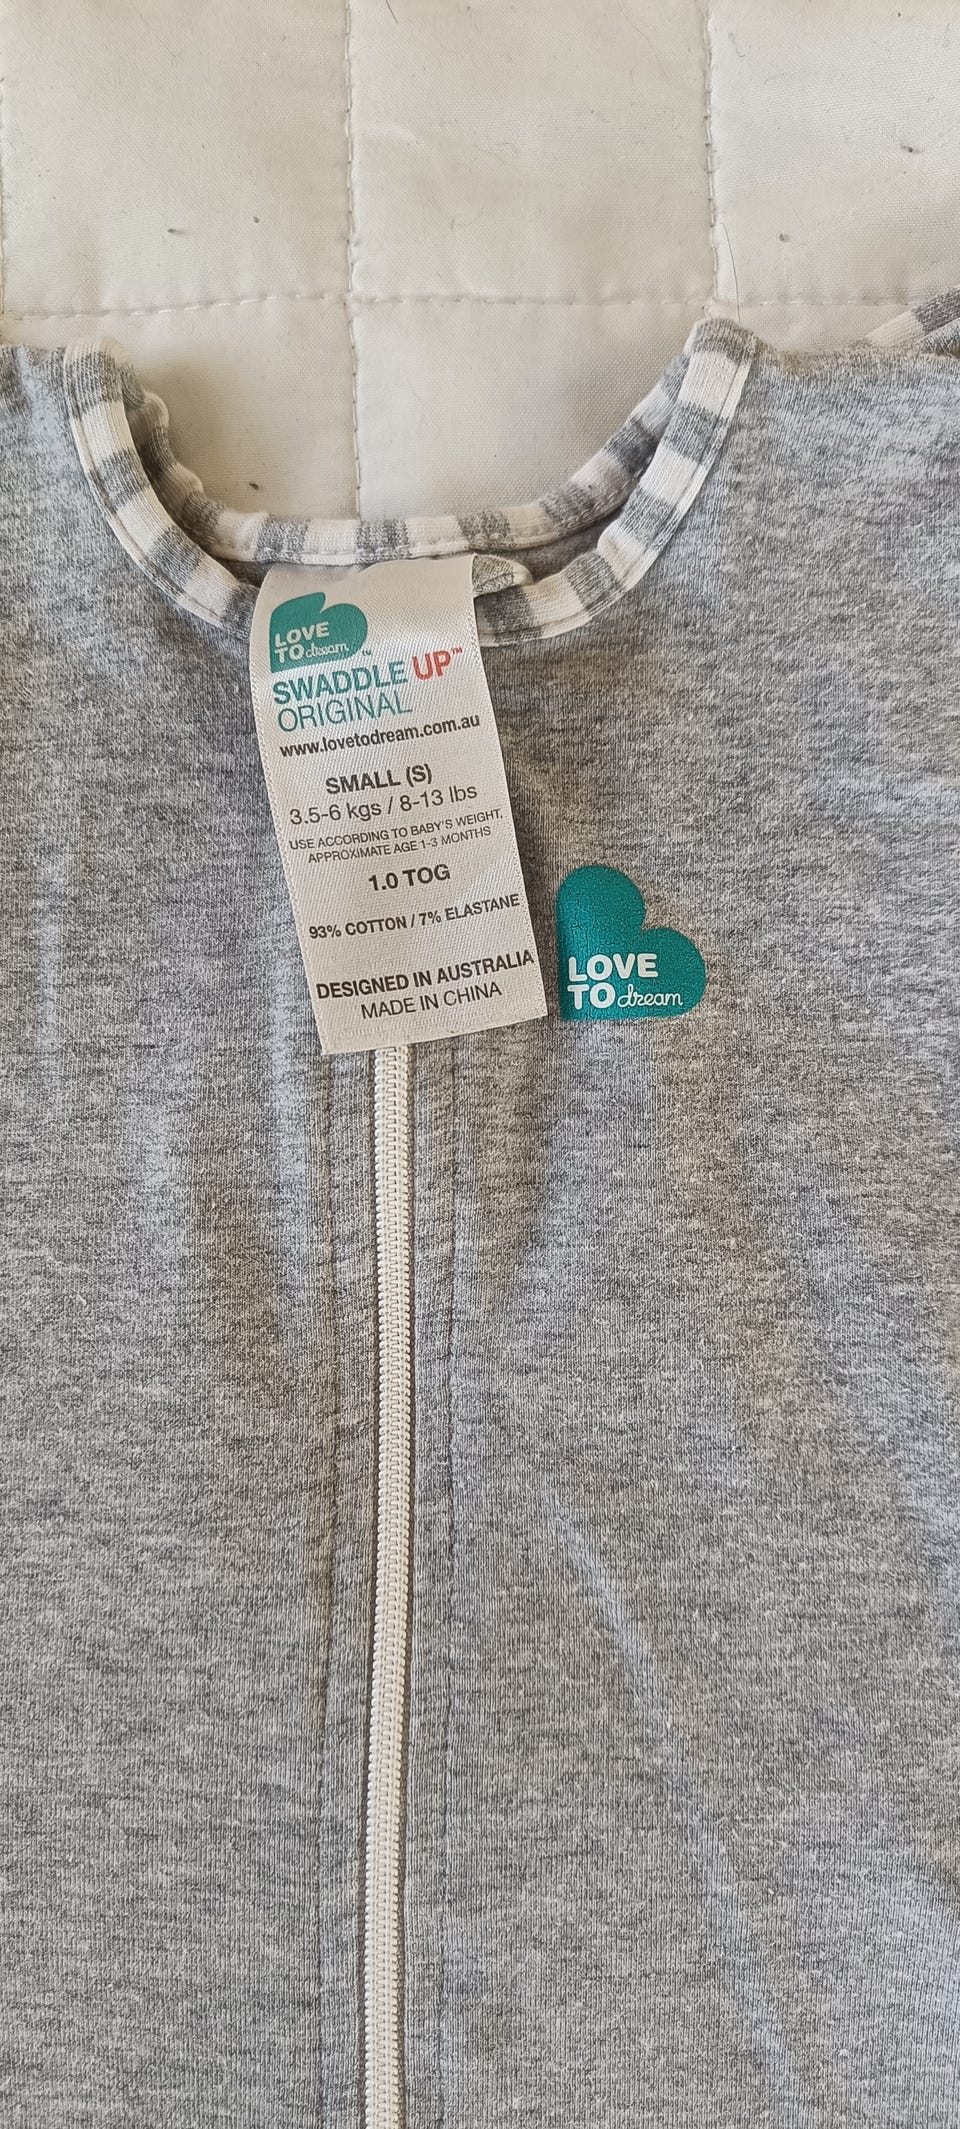 LOVE
TO dream™
SWADDLE UP™
ORIGINAL
www.lovetodream.com.au
SMALL (S)
3.5-6 kgs / 8-13 lbs
USE ACCORDING TO BABY'S WEIGHT,
APPROXIMATE AGE 1-3 MONTHS
1.0 TOG
93% COTTON / 7% ELASTANE
DESIGNED IN AUSTRALIA
MADE IN CHINA
LOVE
TO dream